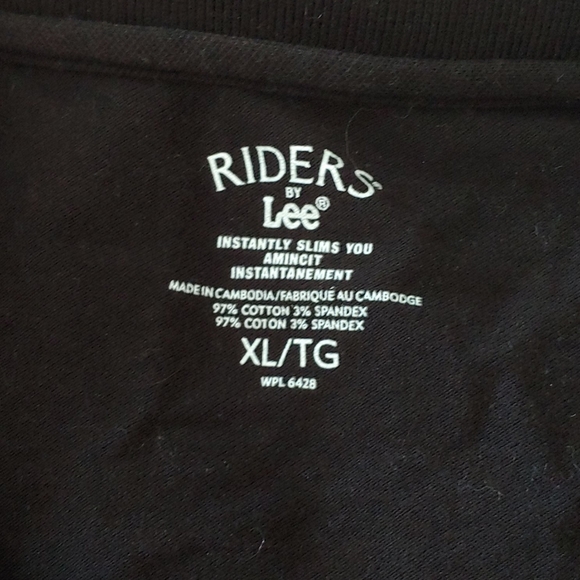 RIDERS
BY
Lee®
INSTANTLY SLIMS YOU
AMINCIT
INSTANTANEMENT
MADE IN CAMBODIA/FABRIQUÉ AU CAMBODGE
97% COTTON 3% SPANDEX
97% COTON 3% SPANDEX
XL/TG
WPL 6428